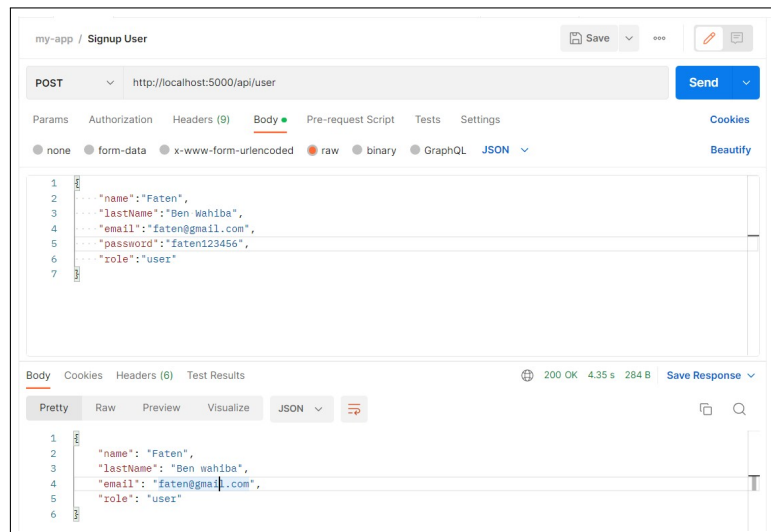 my-app / Signup User
Save
ooo
POST
http://localhost:5000/api/user
Send
Params Authorization Headers (9) Body Pre-request Script Tests Settings Cookies
none form-data x-www-form-urlencoded raw binary GraphQL JSON Beautify
1 {
2 ····"name":"Faten",
3 ····"lastName":"Ben·Wahiba",
4 ····"email":"faten@gmail.com",
5 ····"password":"faten123456",
6 ····"role":"user"
7 }
Body Cookies Headers (6) Test Results 200 OK 4.35 s 284 B Save Response
Pretty Raw Preview Visualize JSON
1 {
2 "name": "Faten",
3 "lastName": "Ben wahiba",
4 "email": "faten@gmail.com",
5 "role": "user"
6 }